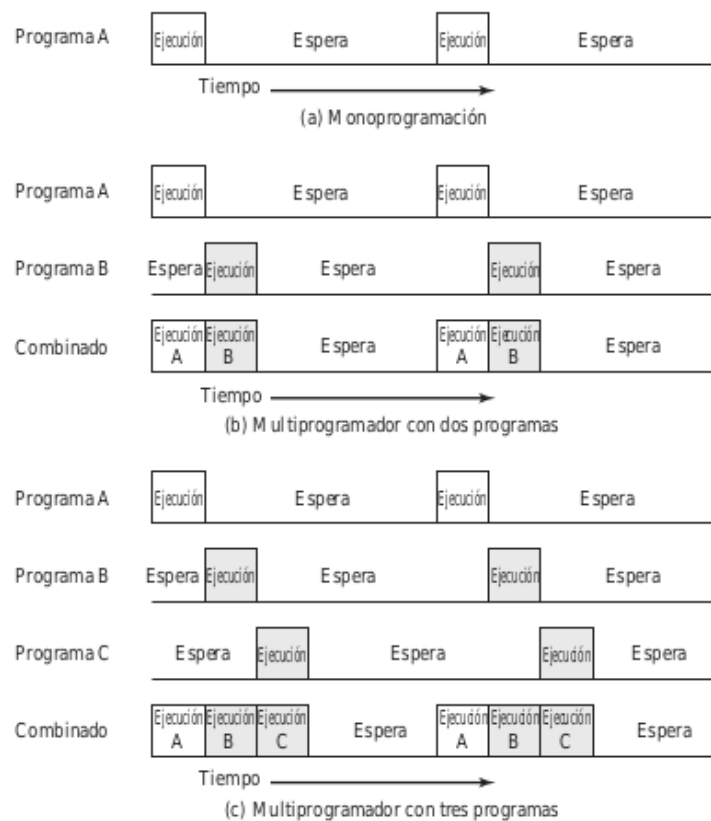 Programa A Ejecución Espera Ejecución Espera
Tiempo
(a) Monoprogramación
Programa A Ejecución Espera Ejecución Espera
Programa B Espera Ejecución Espera Ejecución Espera
Combinado Ejecución A Ejecución B Espera Ejecución A Ejecución B Espera
Tiempo
(b) Multiprogramador con dos programas
Programa A Ejecución Espera Ejecución Espera
Programa B Espera Ejecución Espera Ejecución Espera
Programa C Espera Ejecución Espera Ejecución Espera
Combinado Ejecución A Ejecución B Ejecución C Espera Ejecución A Ejecución B Ejecución C Espera
Tiempo
(c) Multiprogramador con tres programas